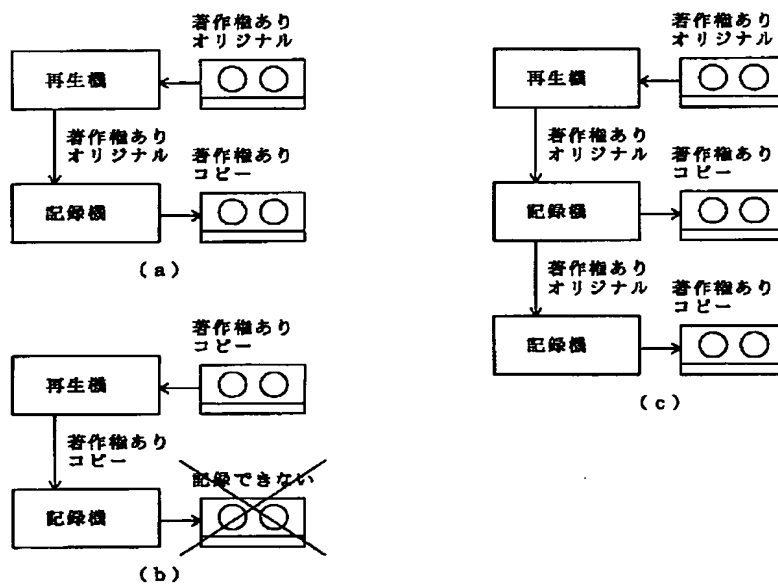 著作権あり
オリジナル
再生機
著作権あり
オリジナル
著作権あり
コピー
記録機
(a)
著作権あり
コピー
再生機
著作権あり
コピー
記録できない
記録機
(b)
著作権あり
オリジナル
再生機
著作権あり
オリジナル
著作権あり
コピー
記録機
著作権あり
オリジナル
著作権あり
コピー
記録機
(c)